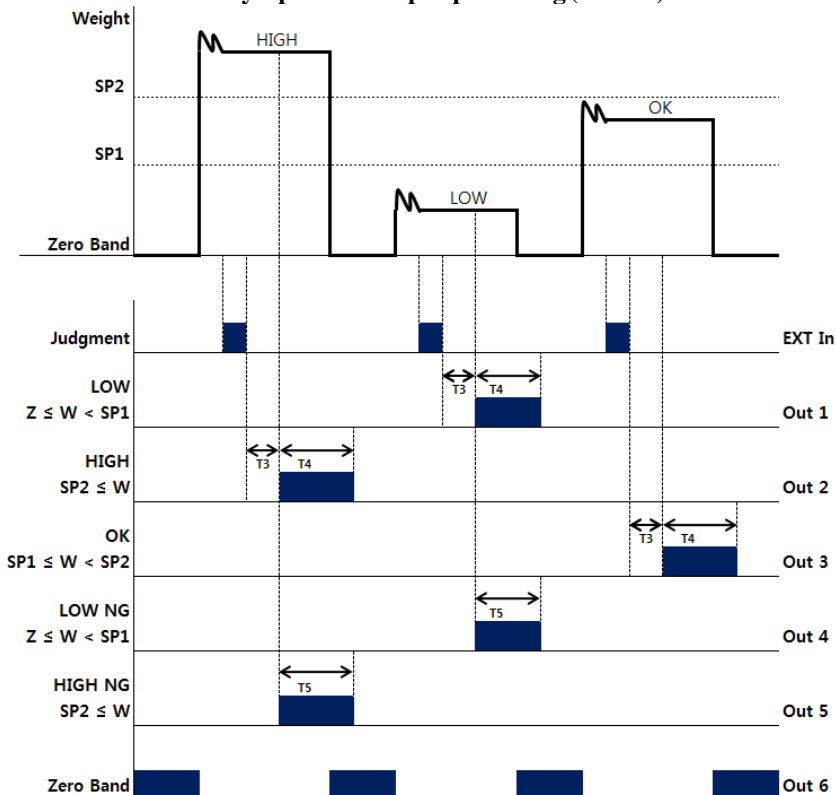 Weight
HIGH
SP2
OK
SP1
LOW
Zero Band
Judgment EXT In
LOW T3 T4
Z ≤ W < SP1 Out 1
HIGH T3 T4
SP2 ≤ W Out 2
OK T3 T4
SP1 ≤ W < SP2 Out 3
LOW NG T5
Z ≤ W < SP1 Out 4
HIGH NG T5
SP2 ≤ W Out 5
Zero Band Out 6